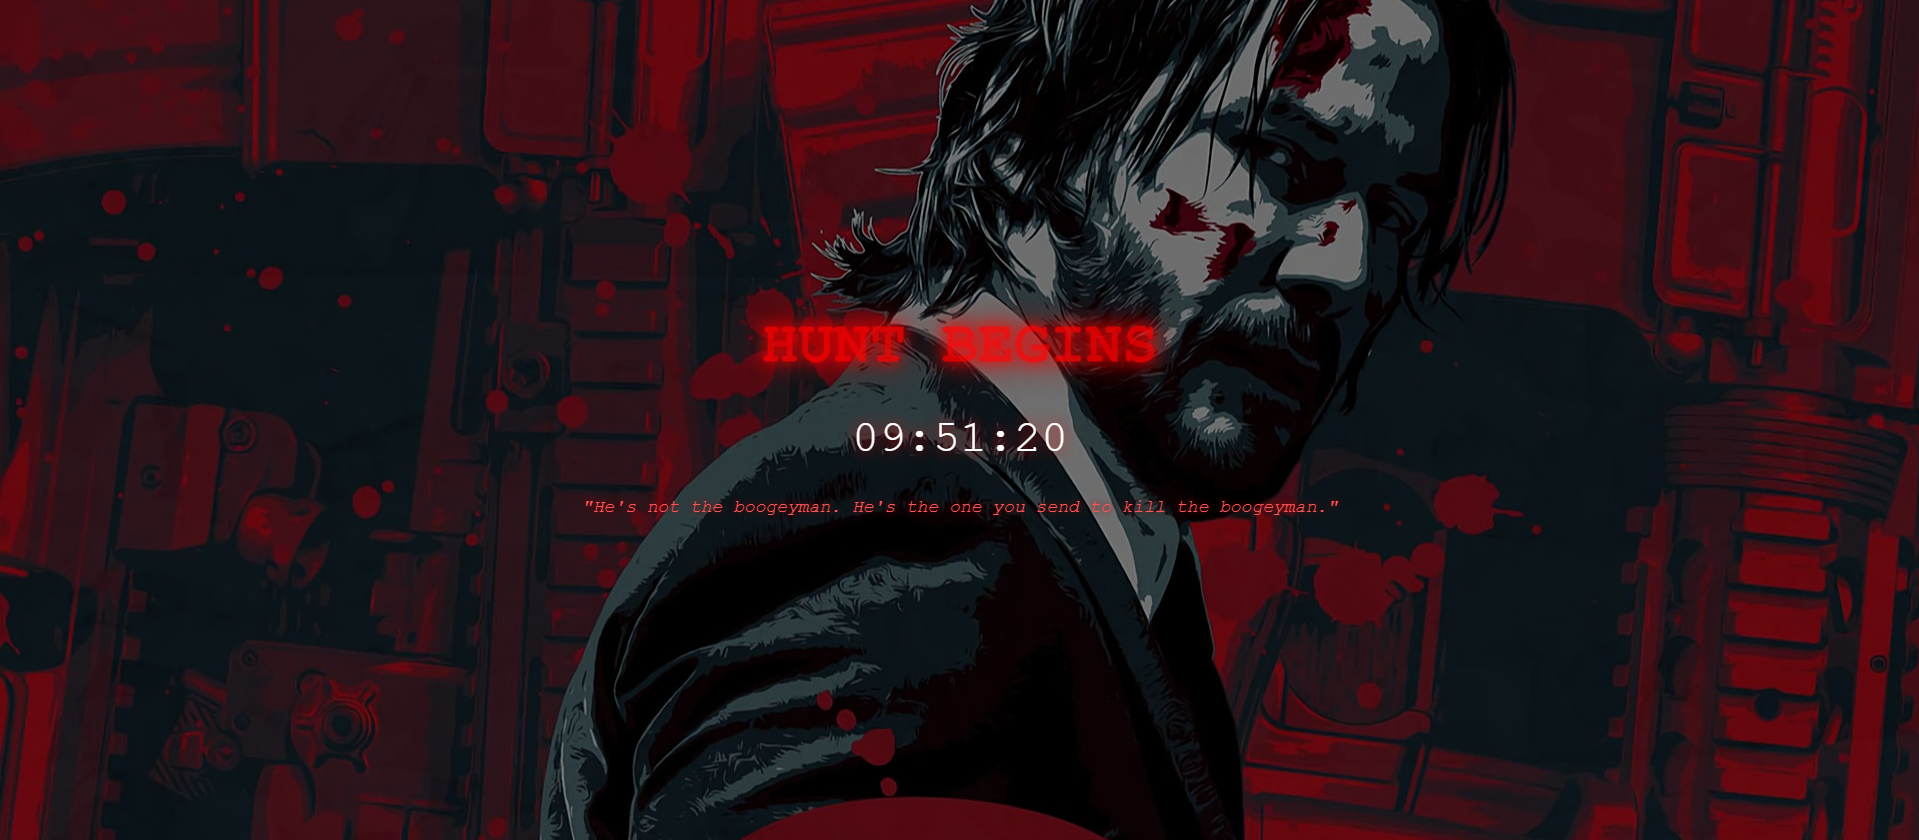 HUNT BEGINS
09:51:20
"He's not the boogeyman. He's the one you send to kill the boogeyman."